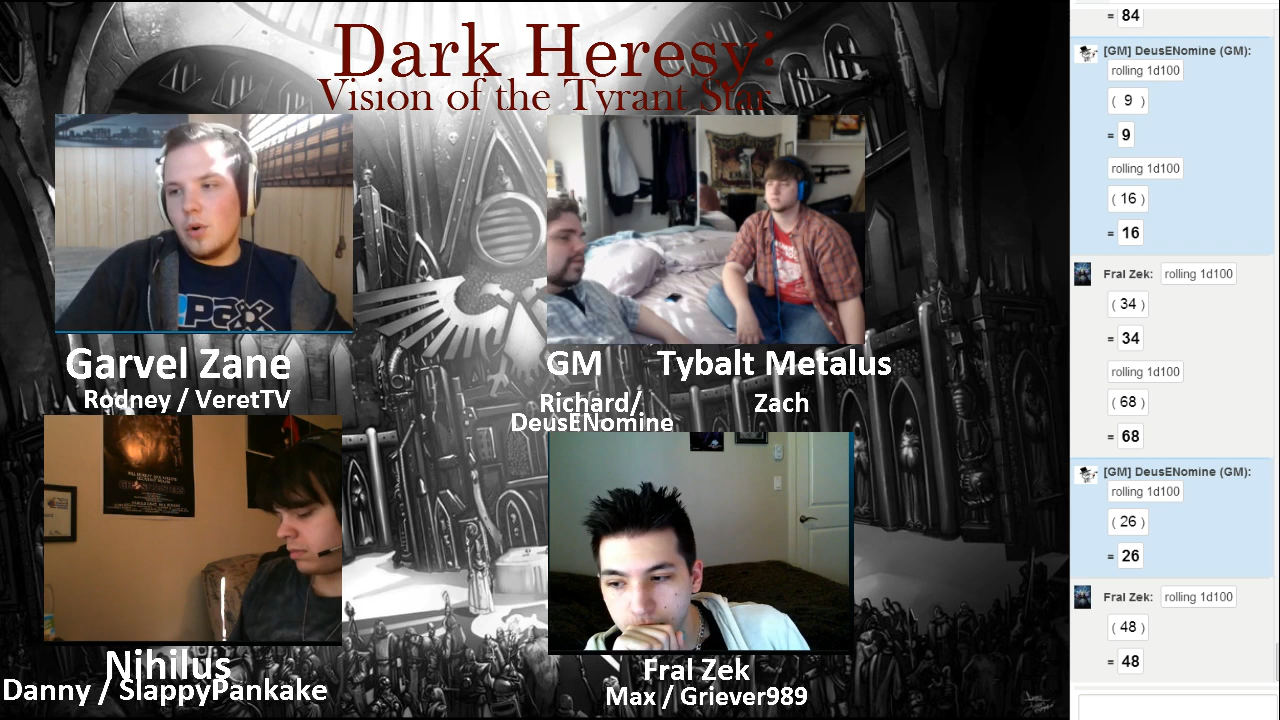 Dark Heresy:
Vision of the Tyrant Star
Garvel Zane
Rodney / VeretTV
GM
Richard/
DeusENomine
Tybalt Metalus
Zach
GHOSTBUSTERS
Nihilus
Danny / SlappyPankake
Fral Zek
Max / Griever989
= 84
[GM] DeusENomine (GM):
rolling 1d100
( 9 )
= 9
rolling 1d100
( 16 )
= 16
Fral Zek: rolling 1d100
( 34 )
= 34
rolling 1d100
( 68 )
= 68
[GM] DeusENomine (GM):
rolling 1d100
( 26 )
= 26
Fral Zek: rolling 1d100
( 48 )
= 48